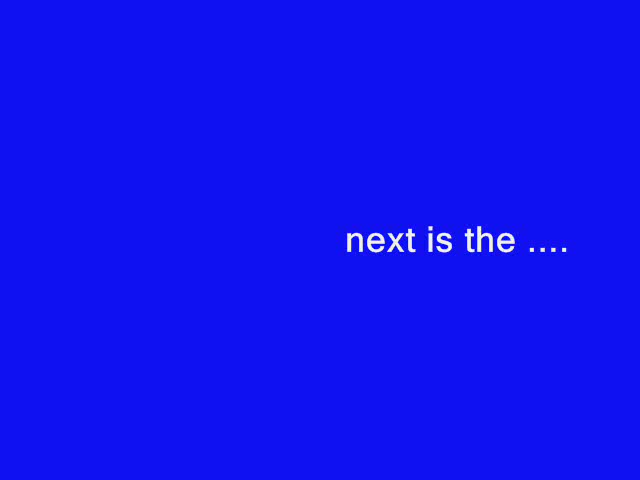 next is the ....